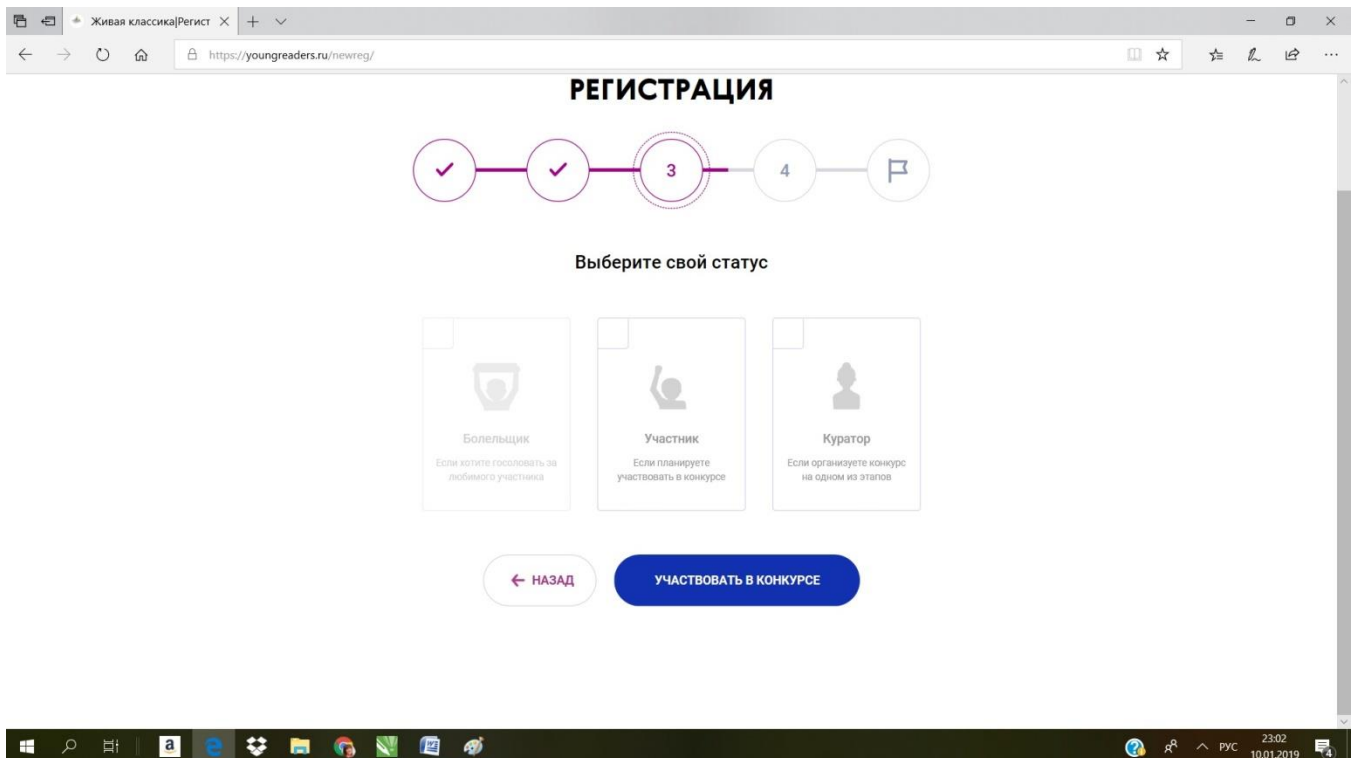 Живая классика|Регист
https://youngreaders.ru/newreg/
РЕГИСТРАЦИЯ
3
4
Выберите свой статус
Болельщик
Если хотите госоловать за
любимого участника
Участник
Если планируете
участвовать в конкурсе
Куратор
Если организуете конкурс
на одном из этапов
← НАЗАД
УЧАСТВОВАТЬ В КОНКУРСЕ
a
РУС
23:02
10.01.2019
4